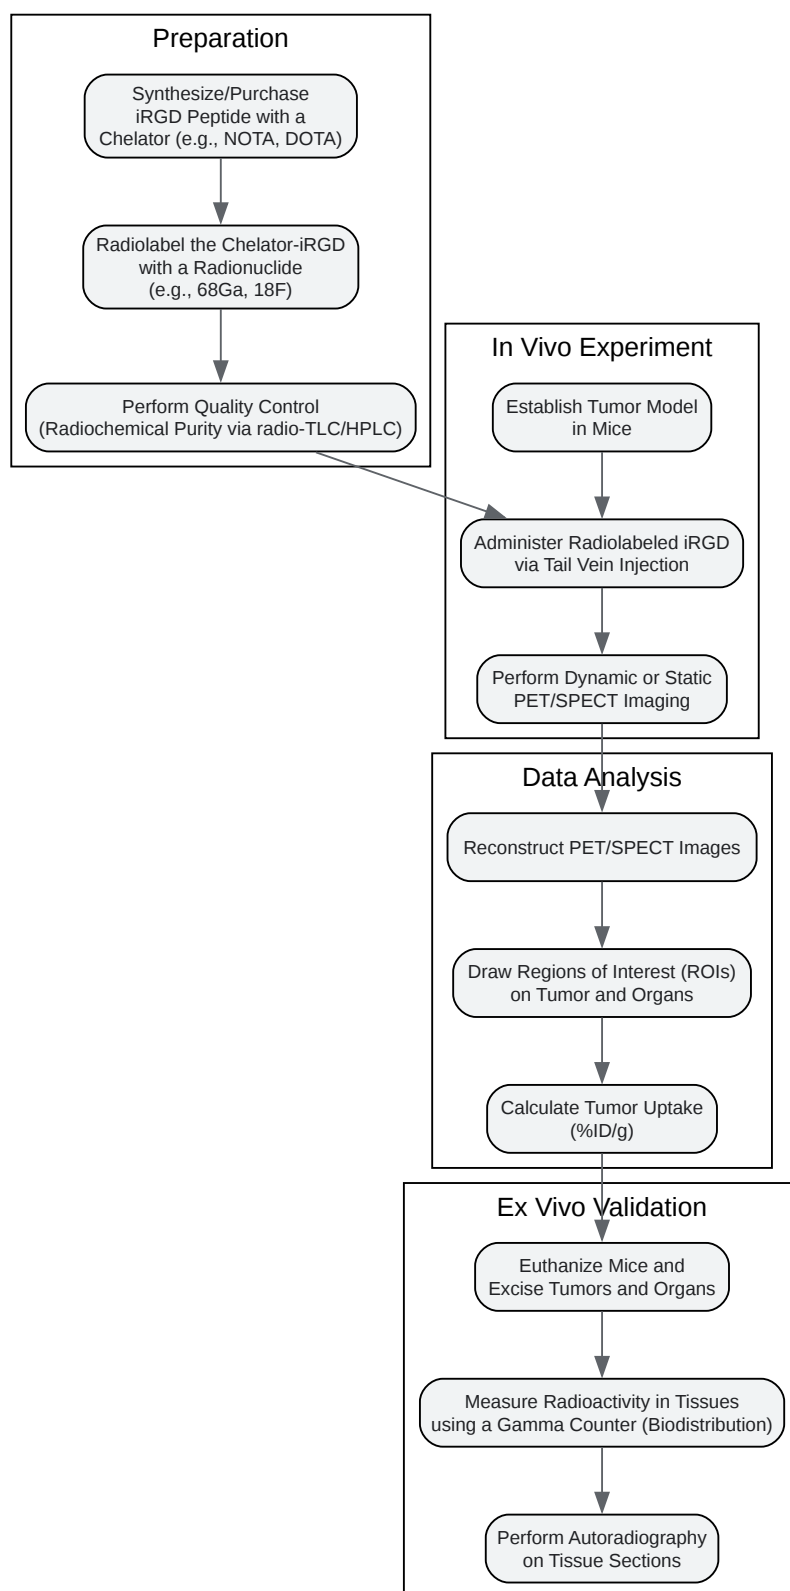 Preparation
Synthesize/Purchase
iRGD Peptide with a
Chelator (e.g., NOTA, DOTA)
Radiolabel the Chelator-iRGD
with a Radionuclide
(e.g., 68Ga, 18F)
Perform Quality Control
(Radiochemical Purity via radio-TLC/HPLC)
In Vivo Experiment
Establish Tumor Model
in Mice
Administer Radiolabeled iRGD
via Tail Vein Injection
Perform Dynamic or Static
PET/SPECT Imaging
Data Analysis
Reconstruct PET/SPECT Images
Draw Regions of Interest (ROIs)
on Tumor and Organs
Calculate Tumor Uptake
(%ID/g)
Ex Vivo Validation
Euthanize Mice and
Excise Tumors and Organs
Measure Radioactivity in Tissues
using a Gamma Counter (Biodistribution)
Perform Autoradiography
on Tissue Sections